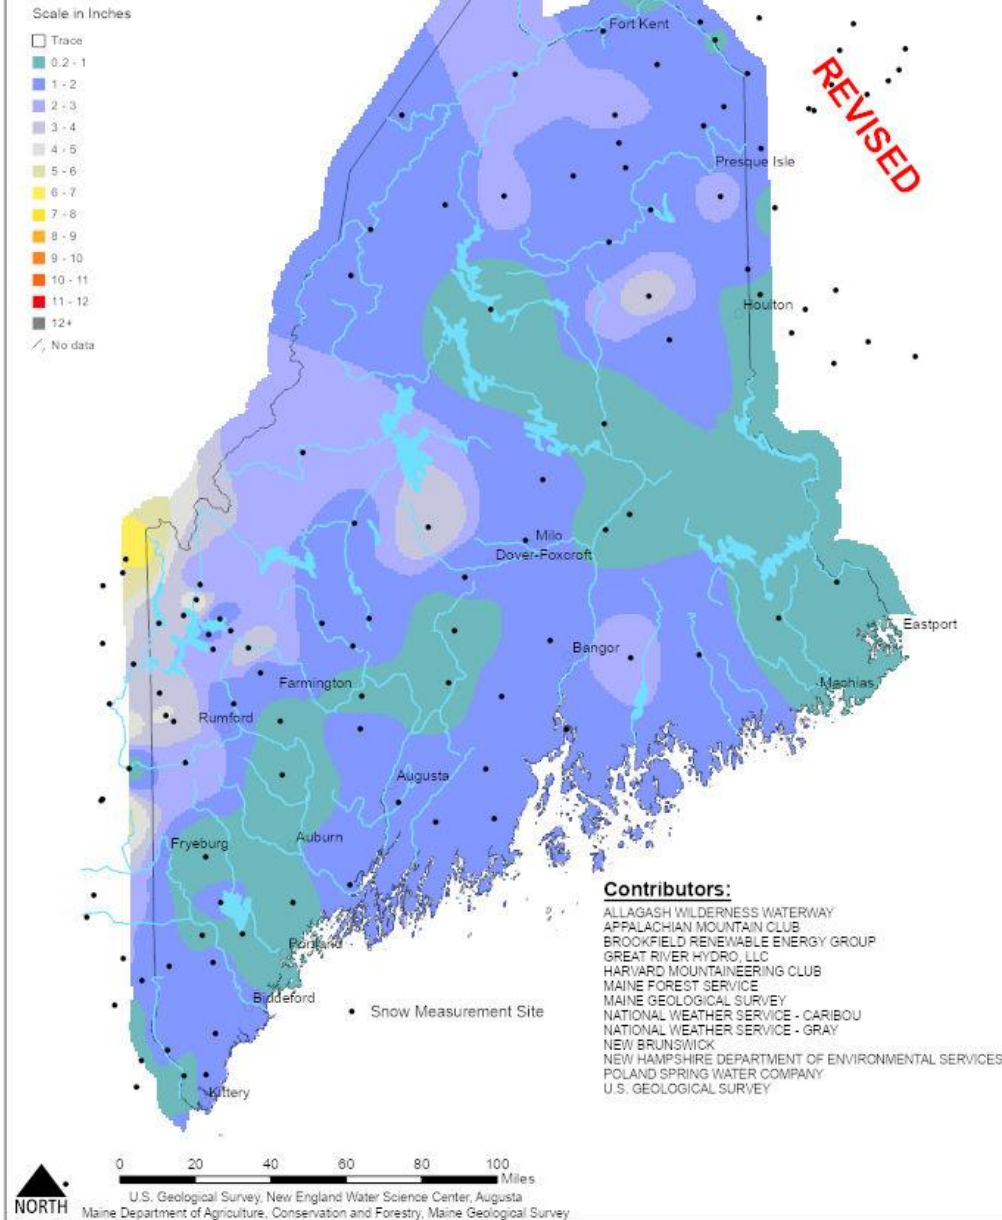 Scale in Inches
Trace
0.2 - 1
1 - 2
2 - 3
3 - 4
4 - 5
5 - 6
6 - 7
7 - 8
8 - 9
9 - 10
10 - 11
11 - 12
12+
No data
REVISED
Fort Kent
Presque Isle
Houlton
Milo
Dover-Foxcroft
Eastport
Bangor
Machias
Farmington
Rumford
Augusta
Auburn
Fryeburg
Portland
Biddeford
Kittery
Snow Measurement Site
Contributors:
ALLAGASH WILDERNESS WATERWAY
APPALACHIAN MOUNTAIN CLUB
BROOKFIELD RENEWABLE ENERGY GROUP
GREAT RIVER HYDRO, LLC
HARVARD MOUNTAINEERING CLUB
MAINE FOREST SERVICE
MAINE GEOLOGICAL SURVEY
NATIONAL WEATHER SERVICE - CARIBOU
NATIONAL WEATHER SERVICE - GRAY
NEW BRUNSWICK
NEW HAMPSHIRE DEPARTMENT OF ENVIRONMENTAL SERVICES
POLAND SPRING WATER COMPANY
U.S. GEOLOGICAL SURVEY
0 20 40 60 80 100
Miles
NORTH
U.S. Geological Survey, New England Water Science Center, Augusta
Maine Department of Agriculture, Conservation and Forestry, Maine Geological Survey